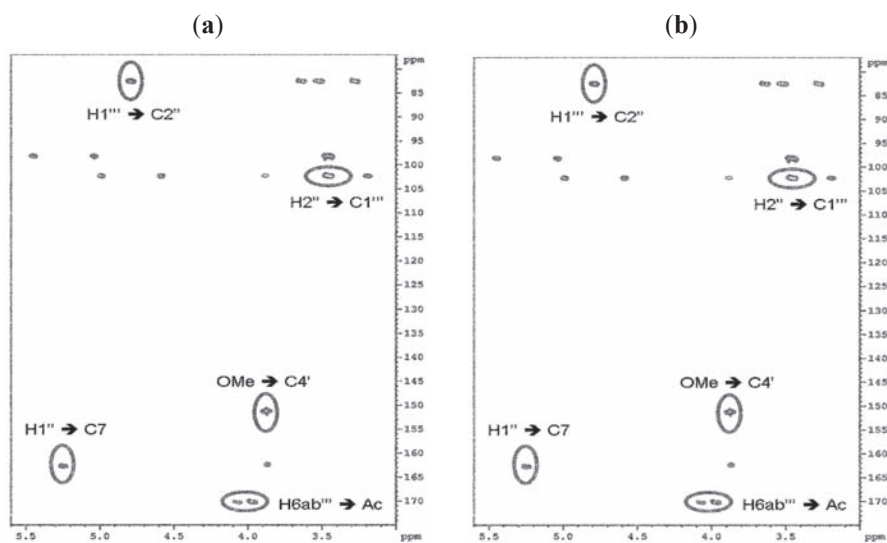 (a)
ppm
85
H1''' ➔ C2''
90
95
100
105
H2'' ➔ C1'''
110
115
120
125
130
135
140
OMe ➔ C4'
145
150
H1'' ➔ C7
155
160
165
H6ab''' ➔ Ac
170
5.5 5.0 4.5 4.0 3.5 ppm
(b)
ppm
85
H1''' ➔ C2''
90
95
100
105
H2'' ➔ C1'''
110
115
120
125
130
135
140
OMe ➔ C4'
145
150
H1'' ➔ C7
155
160
165
H6ab''' ➔ Ac
170
5.5 5.0 4.5 4.0 3.5 ppm